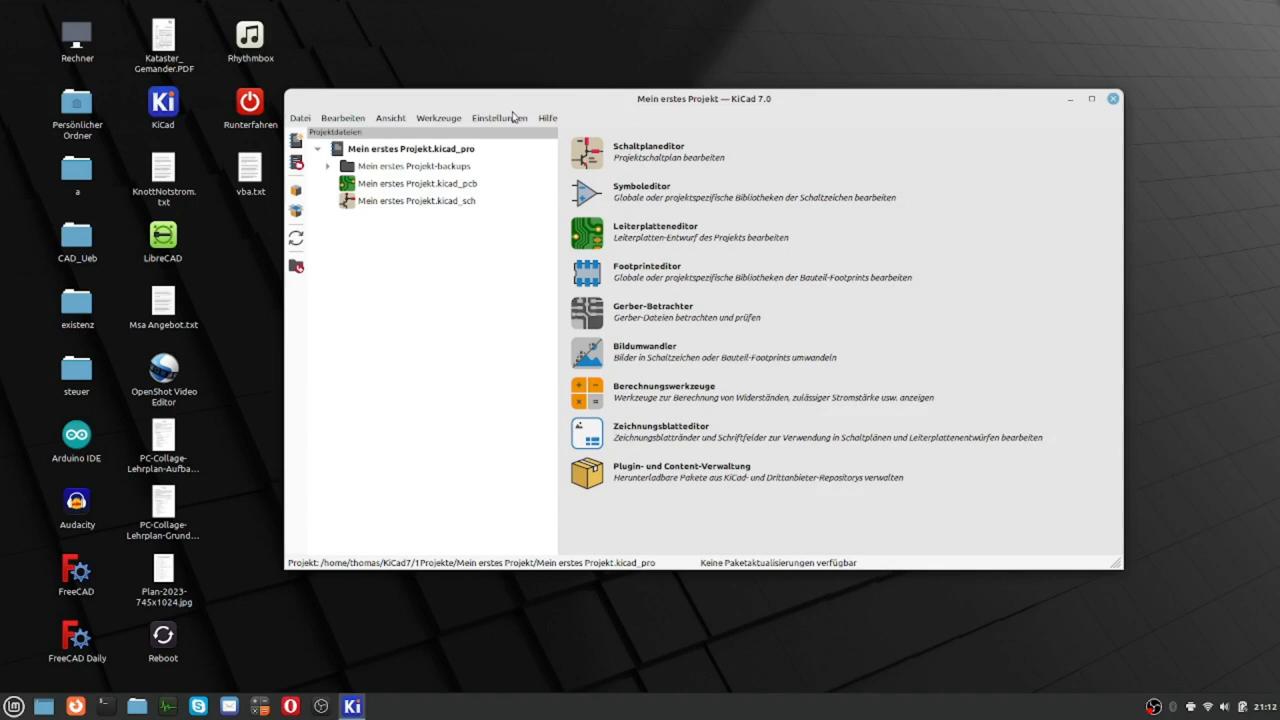 Rechner
Kataster_
Gemander.PDF
Rhythmbox
Persönlicher
Ordner
Ki
KiCad
Runterfahren
a
KnottNotstrom.
txt
vba.txt
CAD_Ueb
LibreCAD
existenz
Msa Angebot.txt
steuer
OpenShot Video
Editor
Arduino IDE
PC-Collage-
Lehrplan-Aufba...
Audacity
PC-Collage-
Lehrplan-Grund...
FreeCAD
Plan-2023-
745x1024.jpg
FreeCAD Daily
Reboot
Mein erstes Projekt — KiCad 7.0
Datei Bearbeiten Ansicht Werkzeuge Einstellungen Hilfe
Projektdateien
Mein erstes Projekt.kicad_pro
Mein erstes Projekt-backups
Mein erstes Projekt.kicad_pcb
Mein erstes Projekt.kicad_sch
Schaltplaneditor
Projektschaltplan bearbeiten
Symboleditor
Globale oder projektspezifische Bibliotheken der Schaltzeichen bearbeiten
Leiterplatteneditor
Leiterplatten-Entwurf des Projekts bearbeiten
Footprinteditor
Globale oder projektspezifische Bibliotheken der Bauteil-Footprints bearbeiten
Gerber-Betrachter
Gerber-Dateien betrachten und prüfen
Bildumwandler
Bilder in Schaltzeichen oder Bauteil-Footprints umwandeln
Berechnungswerkzeuge
Werkzeuge zur Berechnung von Widerständen, zulässiger Stromstärke usw. anzeigen
Zeichnungsblatteditor
Zeichnungsblattränder und Schriftfelder zur Verwendung in Schaltplänen und Leiterplattenentwürfen bearbeiten
Plugin- und Content-Verwaltung
Herunterladbare Pakete aus KiCad- und Drittanbieter-Repositorys verwalten
Projekt: /home/thomas/KiCad7/1Projekte/Mein erstes Projekt/Mein erstes Projekt.kicad_pro
Keine Paketaktualisierungen verfügbar
Ki
21:12